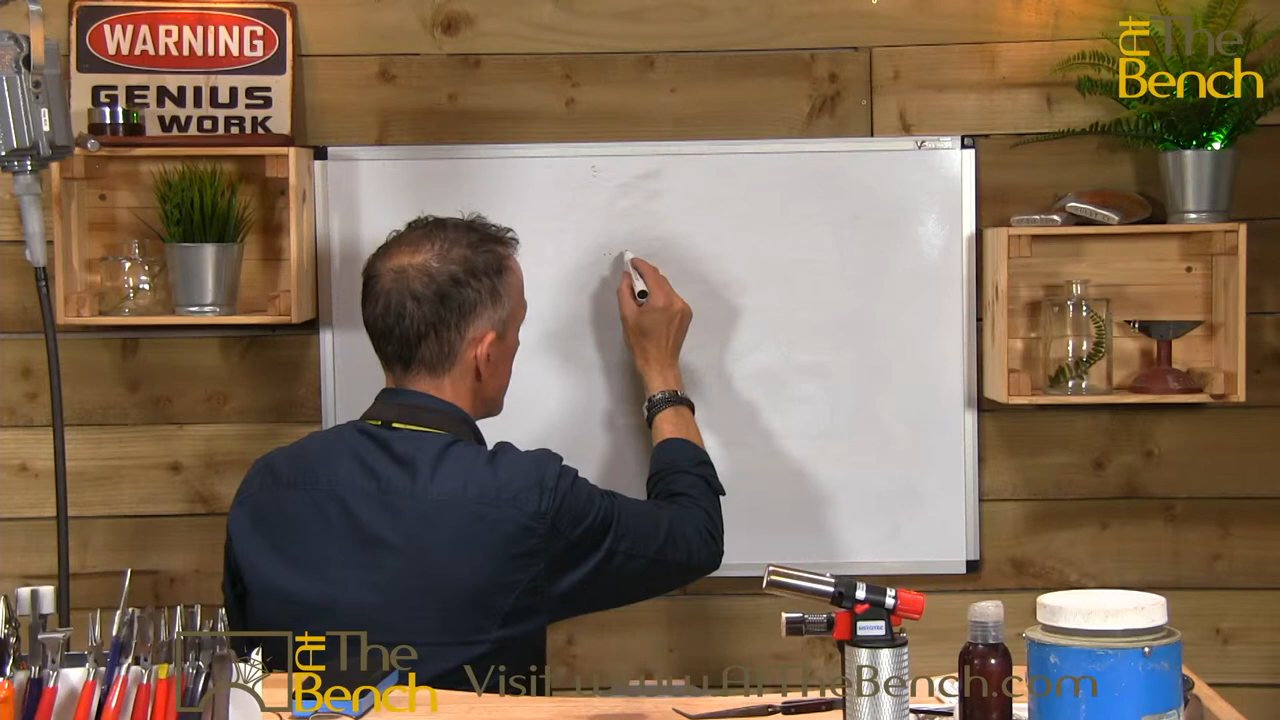 WARNING
GENIUS
WORK
At The
Bench
At The
Bench
Visit www.AtTheBench.com